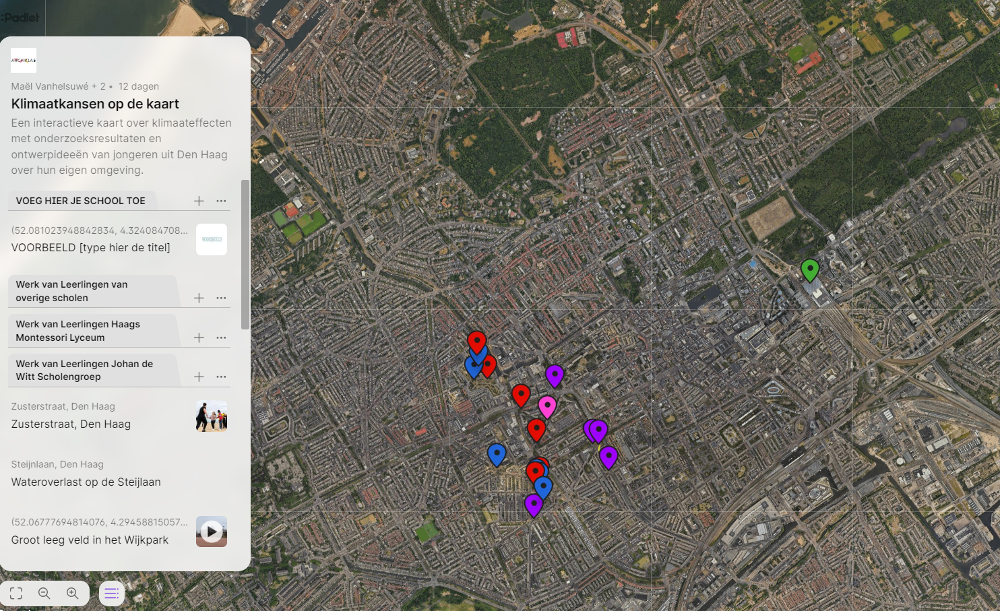 :Padlet
ARCHIKLAS
Maël Vanhelsuwé + 2 • 12 dagen
Klimaatkansen op de kaart
Een interactieve kaart over klimaateffecten
met onderzoeksresultaten en
ontwerpideeën van jongeren uit Den Haag
over hun eigen omgeving.
VOEG HIER JE SCHOOL TOE
(52.081023948842834, 4.324084708...
VOORBEELD [type hier de titel]
VOORBEELD
Werk van Leerlingen van
overige scholen
Werk van Leerlingen Haags
Montessori Lyceum
Werk van Leerlingen Johan de
Witt Scholengroep
Zusterstraat, Den Haag
Zusterstraat, Den Haag
Steijnlaan, Den Haag
Wateroverlast op de Steijlaan
(52.06777694814076, 4.29458815057...
Groot leeg veld in het Wijkpark